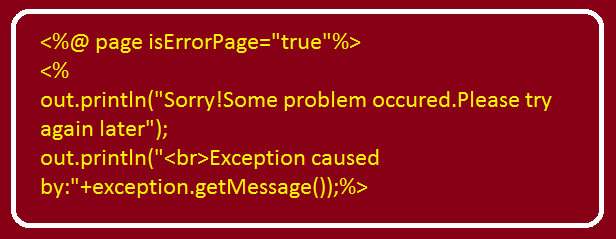 <%@ page isErrorPage="true"%>
<%
out.println("Sorry!Some problem occured.Please try
again later");
out.println("<br>Exception caused
by:"+exception.getMessage());%>